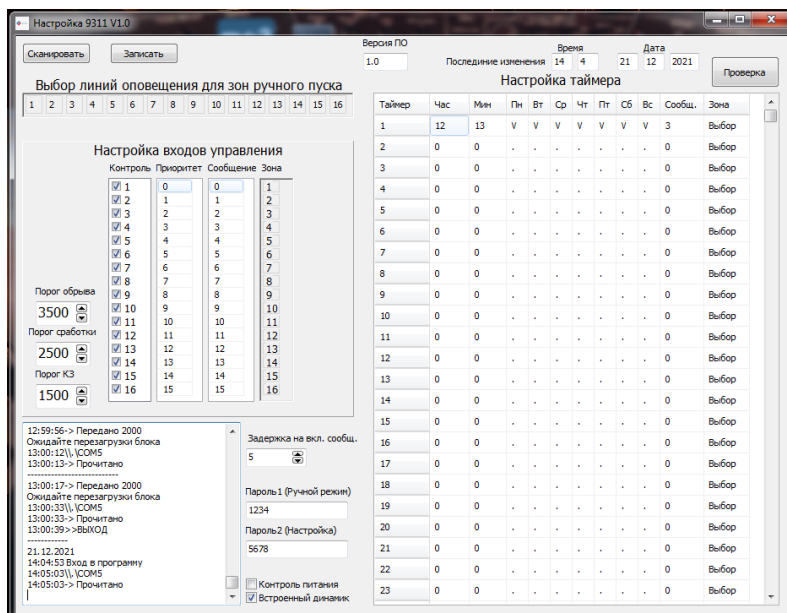 Настройка 9311 V1.0
Сканировать Записать
Версия ПО
1.0
Время Дата
Последниие изменения 14 4 21 12 2021
Проверка
Выбор линий оповещения для зон ручного пуска
1 2 3 4 5 6 7 8 9 10 11 12 13 14 15 16
Настройка входов управления
Контроль Приоритет Сообщение Зона
1 0 0 1
2 1 1 2
3 2 2 3
4 3 3 4
5 4 4 5
6 5 5 6
7 6 6 7
8 7 7 8
9 8 8 9
10 9 9 10
11 10 10 11
12 11 11 12
13 12 12 13
14 13 13 14
15 14 14 15
16 15 15 16
Порог обрыва
3500
Порог сработки
2500
Порог КЗ
1500
12:59:56-> Передано 2000
Ожидайте перезагрузки блока
13:00:12\\.\COM5
13:00:13-> Прочитано
----------------------------
13:00:17-> Передано 2000
Ожидайте перезагрузки блока
13:00:33\\.\COM5
13:00:33-> Прочитано
13:00:39>>ВЫХОД
------------
21.12.2021
14:04:53 Вход в программу
14:05:03\\.\COM5
14:05:03-> Прочитано
Задержка на вкл. сообщ.
5
Пароль1 (Ручной режин)
1234
Пароль2 (Настройка)
5678
Контроль питания
Встроенный динамик
Настройка таймера
Таймер Час Мин Пн Вт Ср Чт Пт Сб Вс Сообщ. Зона
1 12 13 V V V V V V V 3 Выбор
2 0 0 . . . . . . . 0 Выбор
3 0 0 . . . . . . . 0 Выбор
4 0 0 . . . . . . . 0 Выбор
5 0 0 . . . . . . . 0 Выбор
6 0 0 . . . . . . . 0 Выбор
7 0 0 . . . . . . . 0 Выбор
8 0 0 . . . . . . . 0 Выбор
9 0 0 . . . . . . . 0 Выбор
10 0 0 . . . . . . . 0 Выбор
11 0 0 . . . . . . . 0 Выбор
12 0 0 . . . . . . . 0 Выбор
13 0 0 . . . . . . . 0 Выбор
14 0 0 . . . . . . . 0 Выбор
15 0 0 . . . . . . . 0 Выбор
16 0 0 . . . . . . . 0 Выбор
17 0 0 . . . . . . . 0 Выбор
18 0 0 . . . . . . . 0 Выбор
19 0 0 . . . . . . . 0 Выбор
20 0 0 . . . . . . . 0 Выбор
21 0 0 . . . . . . . 0 Выбор
22 0 0 . . . . . . . 0 Выбор
23 0 0 . . . . . . . 0 Выбор